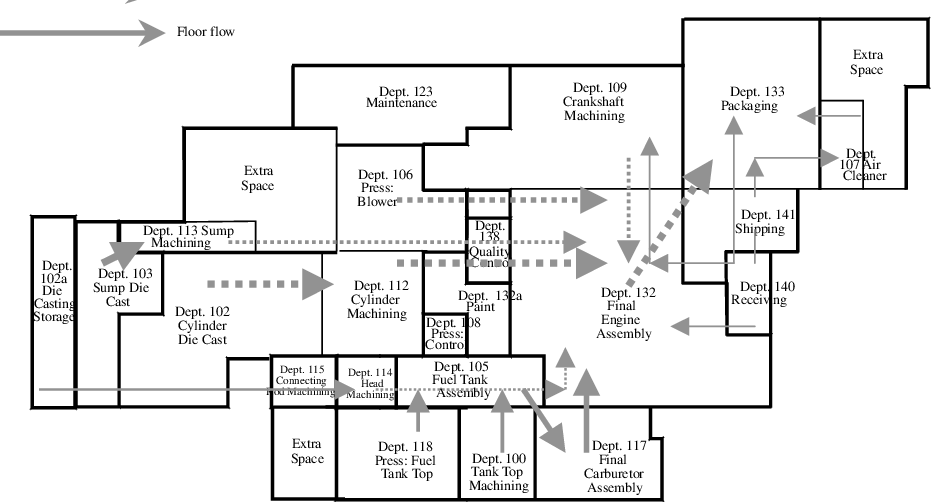 Floor flow
Extra
Space
Dept. 133
Packaging
Dept. 109
Crankshaft
Machining
Dept. 123
Maintenance
Dept.
107 Air
Cleaner
Extra
Space
Dept. 106
Press:
Blower
Dept. 141
Shipping
Dept. 113 Sump
Machining
Dept.
138
Quality
Control
Dept.
102a
Die
Casting
Storage
Dept. 103
Sump Die
Cast
Dept. 102
Cylinder
Die Cast
Dept. 112
Cylinder
Machining
Dept. 132a
Paint
Dept. 132
Final
Engine
Assembly
Dept. 140
Receiving
Dept. 108
Press:
Contro
Dept. 115
Connecting
Rod Machining
Dept. 114
Head
Machining
Dept. 105
Fuel Tank
Assembly
Extra
Space
Dept. 118
Press: Fuel
Tank Top
Dept. 100
Tank Top
Machining
Dept. 117
Final
Carburetor
Assembly